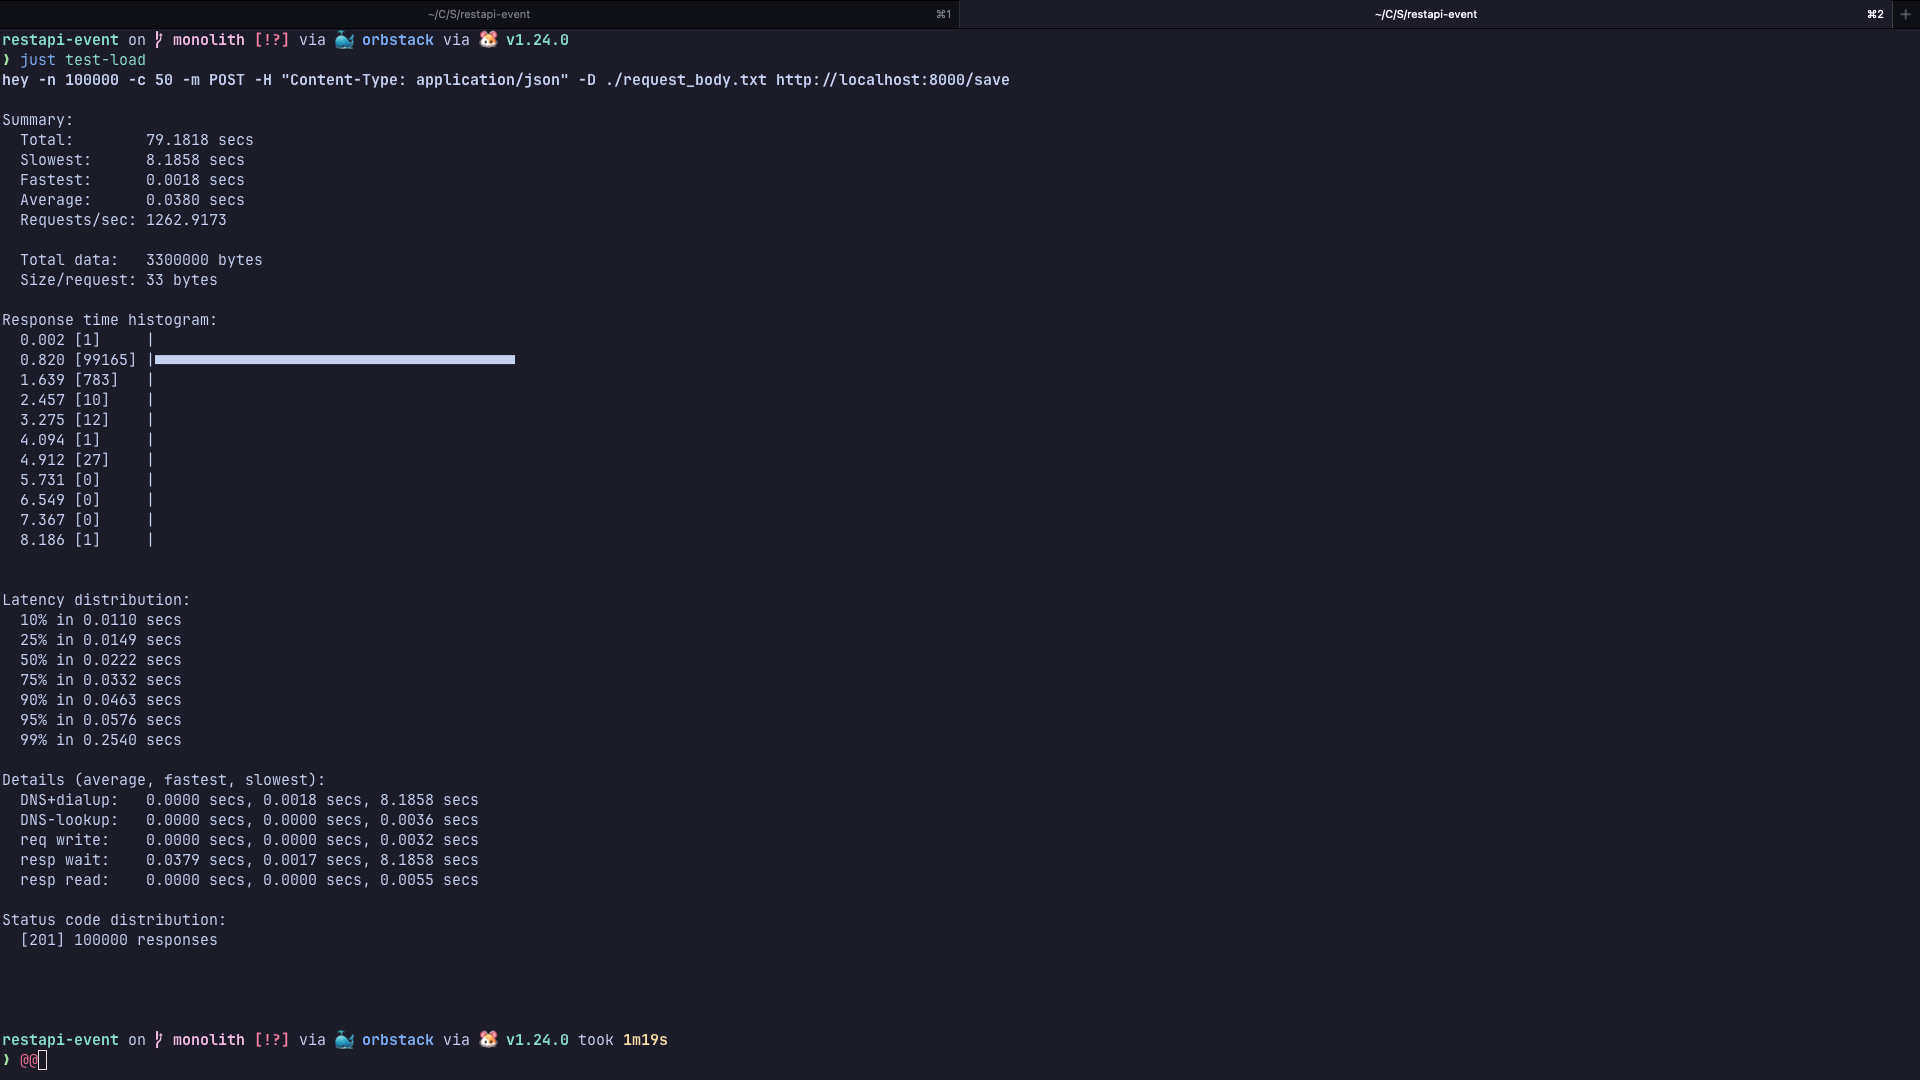 ~/C/S/restapi-event ⌘1 ~/C/S/restapi-event ⌘2 +
restapi-event on monolith [!?] via 🐳 orbstack via 🐹 v1.24.0
❯ just test-load
hey -n 100000 -c 50 -m POST -H "Content-Type: application/json" -D ./request_body.txt http://localhost:8000/save
Summary:
Total: 79.1818 secs
Slowest: 8.1858 secs
Fastest: 0.0018 secs
Average: 0.0380 secs
Requests/sec: 1262.9173
Total data: 3300000 bytes
Size/request: 33 bytes
Response time histogram:
0.002 [1] |
0.820 [99165] |■■■■■■■■■■■■■■■■■■■■■■■■■■■■■■■■■■■■■■■■
1.639 [783] |
2.457 [10] |
3.275 [12] |
4.094 [1] |
4.912 [27] |
5.731 [0] |
6.549 [0] |
7.367 [0] |
8.186 [1] |
Latency distribution:
10% in 0.0110 secs
25% in 0.0149 secs
50% in 0.0222 secs
75% in 0.0332 secs
90% in 0.0463 secs
95% in 0.0576 secs
99% in 0.2540 secs
Details (average, fastest, slowest):
DNS+dialup: 0.0000 secs, 0.0018 secs, 8.1858 secs
DNS-lookup: 0.0000 secs, 0.0000 secs, 0.0036 secs
req write: 0.0000 secs, 0.0000 secs, 0.0032 secs
resp wait: 0.0379 secs, 0.0017 secs, 8.1858 secs
resp read: 0.0000 secs, 0.0000 secs, 0.0055 secs
Status code distribution:
[201] 100000 responses
restapi-event on monolith [!?] via 🐳 orbstack via 🐹 v1.24.0 took 1m19s
❯ @@